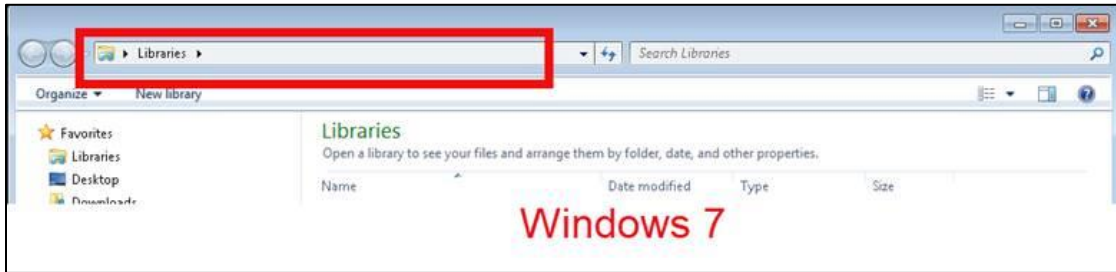 Libraries
Search Libraries
Organize New library
Favorites
Libraries
Open a library to see your files and arrange them by folder, date, and other properties.
Libraries
Desktop
Name Date modified Type Size
Downloads
Windows 7